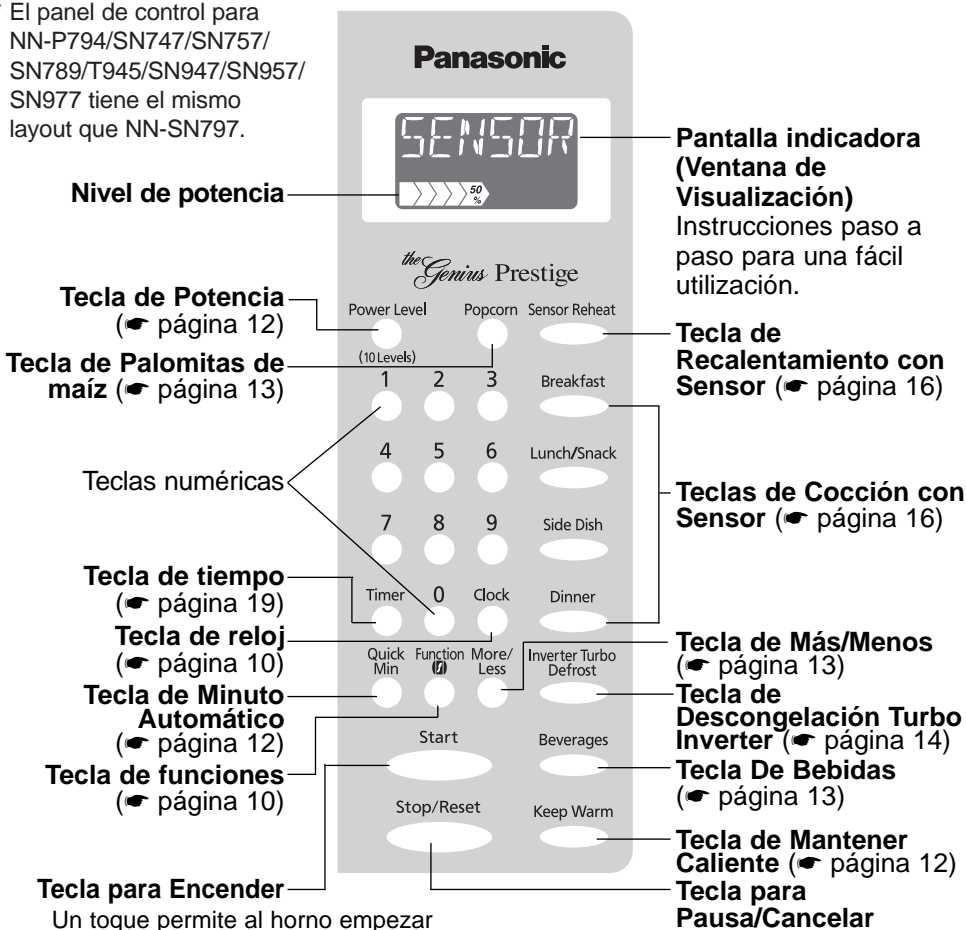 * El panel de control para
NN-P794/SN747/SN757/
SN789/T945/SN947/SN957/
SN977 tiene el mismo
layout que NN-SN797.
Panasonic
SENSOR
50
%
Nivel de potencia
Pantalla indicadora
(Ventana de
Visualización)
Instrucciones paso a
paso para una fácil
utilización.
the Genius Prestige
Tecla de Potencia
(☛ página 12)
Tecla de Palomitas de
maíz (☛ página 13)
Teclas numéricas
Tecla de tiempo
(☛ página 19)
Tecla de reloj
(☛ página 10)
Tecla de Minuto
Automático
(☛ página 12)
Tecla de funciones
(☛ página 10)
Tecla para Encender
Un toque permite al horno empezar
Power Level
Popcorn
Sensor Reheat
(10 Levels)
1 2 3
Breakfast
4 5 6
Lunch/Snack
7 8 9
Side Dish
Timer 0 Clock
Dinner
Quick
Min
Function
More/
Less
Inverter Turbo
Defrost
Start
Beverages
Stop/Reset
Keep Warm
Tecla de
Recalentamiento con
Sensor (☛ página 16)
Teclas de Cocción con
Sensor (☛ página 16)
Tecla de Más/Menos
(☛ página 13)
Tecla de
Descongelación Turbo
Inverter (☛ página 14)
Tecla De Bebidas
(☛ página 13)
Tecla de Mantener
Caliente (☛ página 12)
Tecla para
Pausa/Cancelar